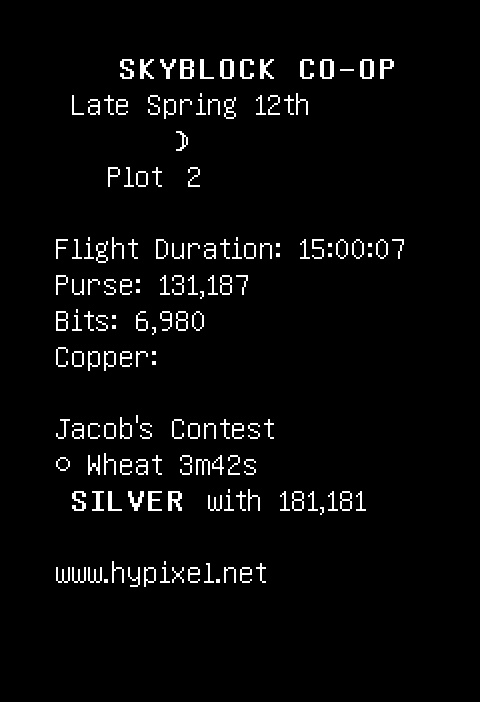 SKYBLOCK CO-OP
Late Spring 12th
☽
Plot 2
Flight Duration: 15:00:07
Purse: 131,187
Bits: 6,980
Copper:
Jacob's Contest
○ Wheat 3m42s
SILVER with 181,181
www.hypixel.net